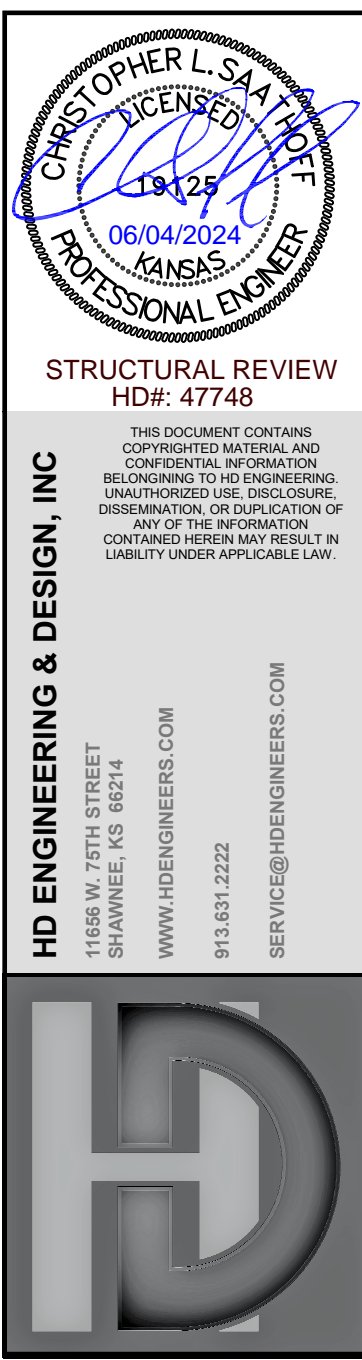 CHRISTOPHER L. SAATHOFF
LICENSED
19125
06/04/2024
KANSAS
PROFESSIONAL ENGINEER
STRUCTURAL REVIEW
HD#: 47748
THIS DOCUMENT CONTAINS
COPYRIGHTED MATERIAL AND
CONFIDENTIAL INFORMATION
BELONGINING TO HD ENGINEERING.
UNAUTHORIZED USE, DISCLOSURE,
DISSEMINATION, OR DUPLICATION OF
ANY OF THE INFORMATION
CONTAINED HEREIN MAY RESULT IN
LIABILITY UNDER APPLICABLE LAW.
HD ENGINEERING & DESIGN, INC
11656 W. 75TH STREET
SHAWNEE, KS 66214
WWW.HDENGINEERS.COM
913.631.2222
SERVICE@HDENGINEERS.COM
HD